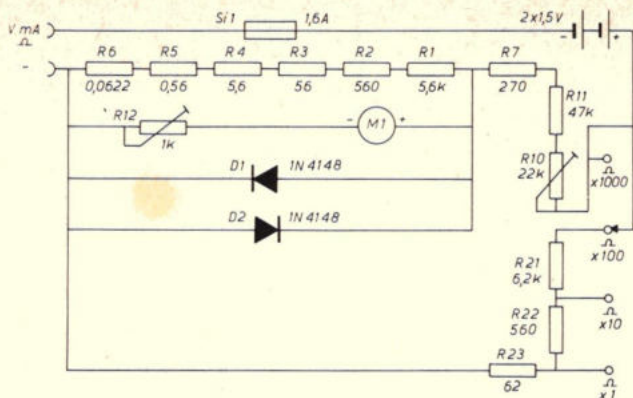 Si 1 1,6A 2x1,5V
V mA
Ω
- +
-
R6 R5 R4 R3 R2 R1 R7
0,0622 0,56 5,6 56 560 5,6k 270
R11
47k
R12
1k
- M1 +
R10
22k
Ω
x1000
D1 1N 4148
D2 1N 4148
Ω
x100
R21
6,2k
Ω
x10
R22
560
R23
62
Ω
x1